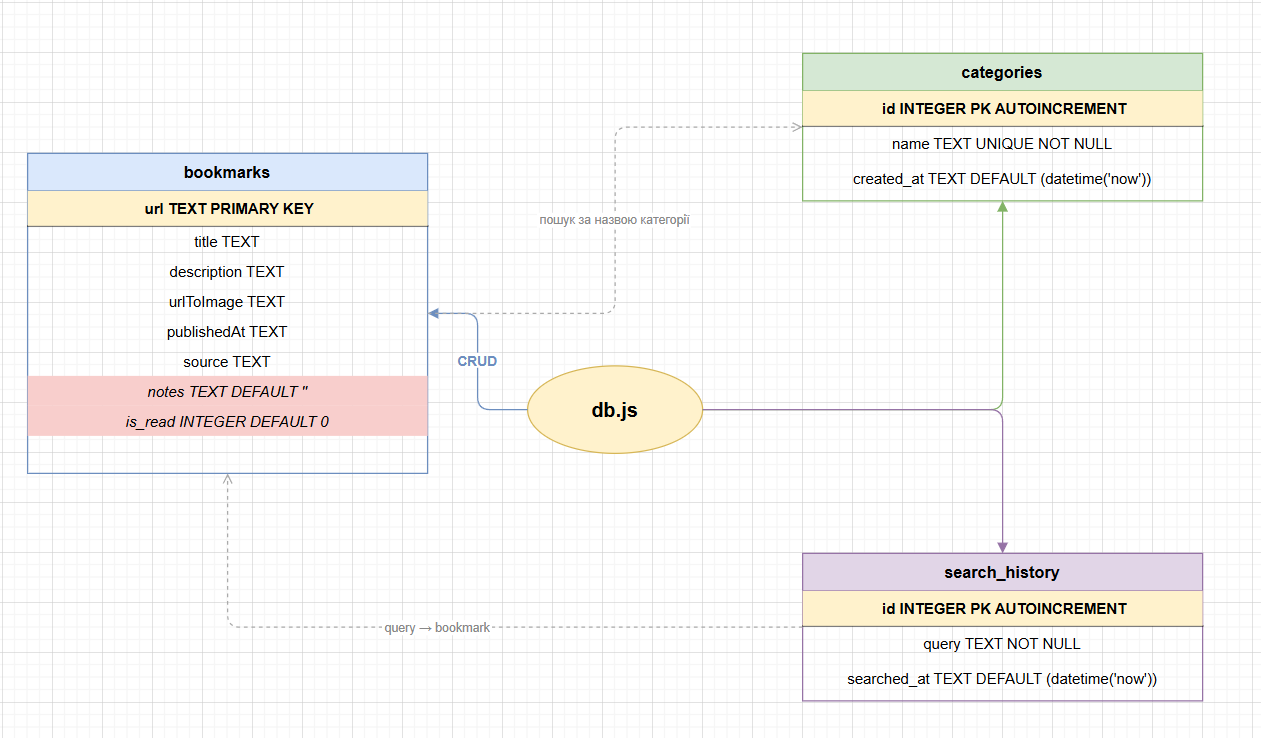 categories
id INTEGER PK AUTOINCREMENT
name TEXT UNIQUE NOT NULL
created_at TEXT DEFAULT (datetime('now'))
bookmarks
url TEXT PRIMARY KEY
title TEXT
description TEXT
urlToImage TEXT
publishedAt TEXT
source TEXT
notes TEXT DEFAULT ''
is_read INTEGER DEFAULT 0
пошук за назвою категорії
CRUD
db.js
search_history
id INTEGER PK AUTOINCREMENT
query TEXT NOT NULL
searched_at TEXT DEFAULT (datetime('now'))
query → bookmark